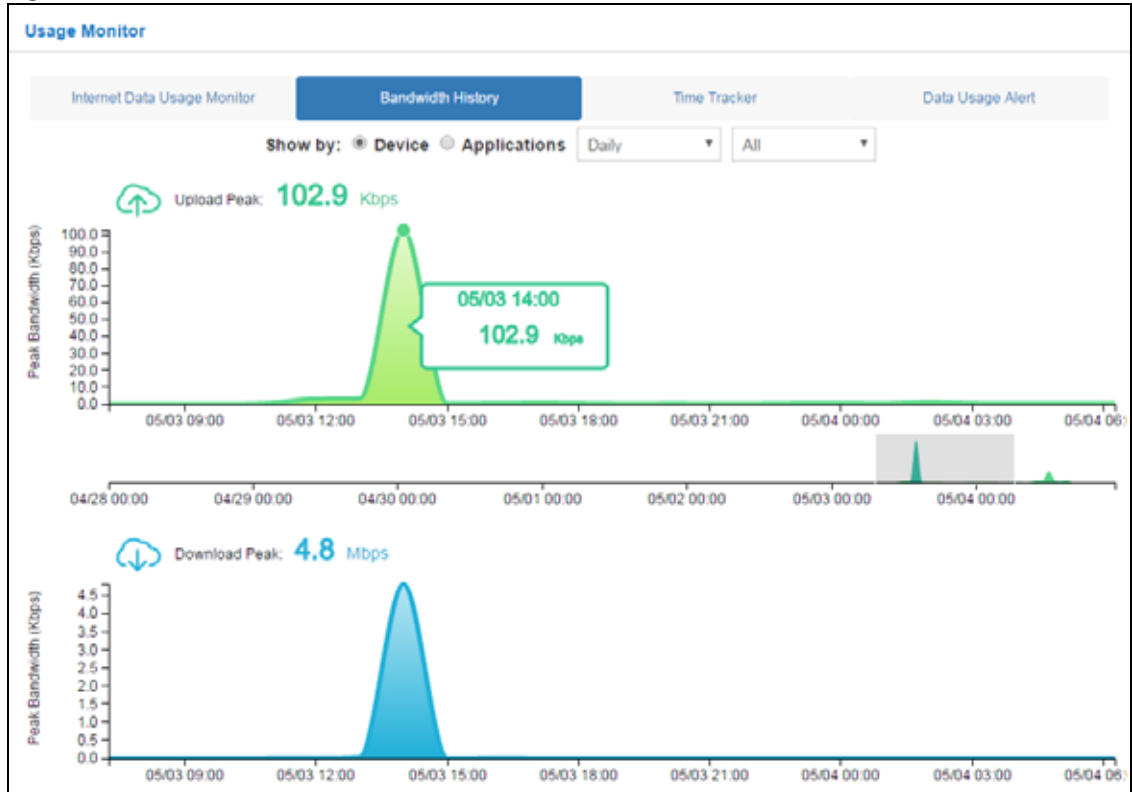 Usage Monitor
Internet Data Usage Monitor Bandwidth History Time Tracker Data Usage Alert
Show by: Device Applications Daily All
Upload Peak: 102.9 Kbps
Peak Bandwidth (Kbps)
100.0
90.0
80.0
70.0
60.0
50.0
40.0
30.0
20.0
10.0
0.0
05/03 14:00
102.9 Kbps
05/03 09:00 05/03 12:00 05/03 15:00 05/03 18:00 05/03 21:00 05/04 00:00 05/04 03:00 05/04 06:
04/28 00:00 04/29 00:00 04/30 00:00 05/01 00:00 05/02 00:00 05/03 00:00 05/04 00:00
Download Peak: 4.8 Mbps
Peak Bandwidth (Kbps)
4.5
4.0
3.5
3.0
2.5
2.0
1.5
1.0
0.5
0.0
05/03 09:00 05/03 12:00 05/03 15:00 05/03 18:00 05/03 21:00 05/04 00:00 05/04 03:00 05/04 06: